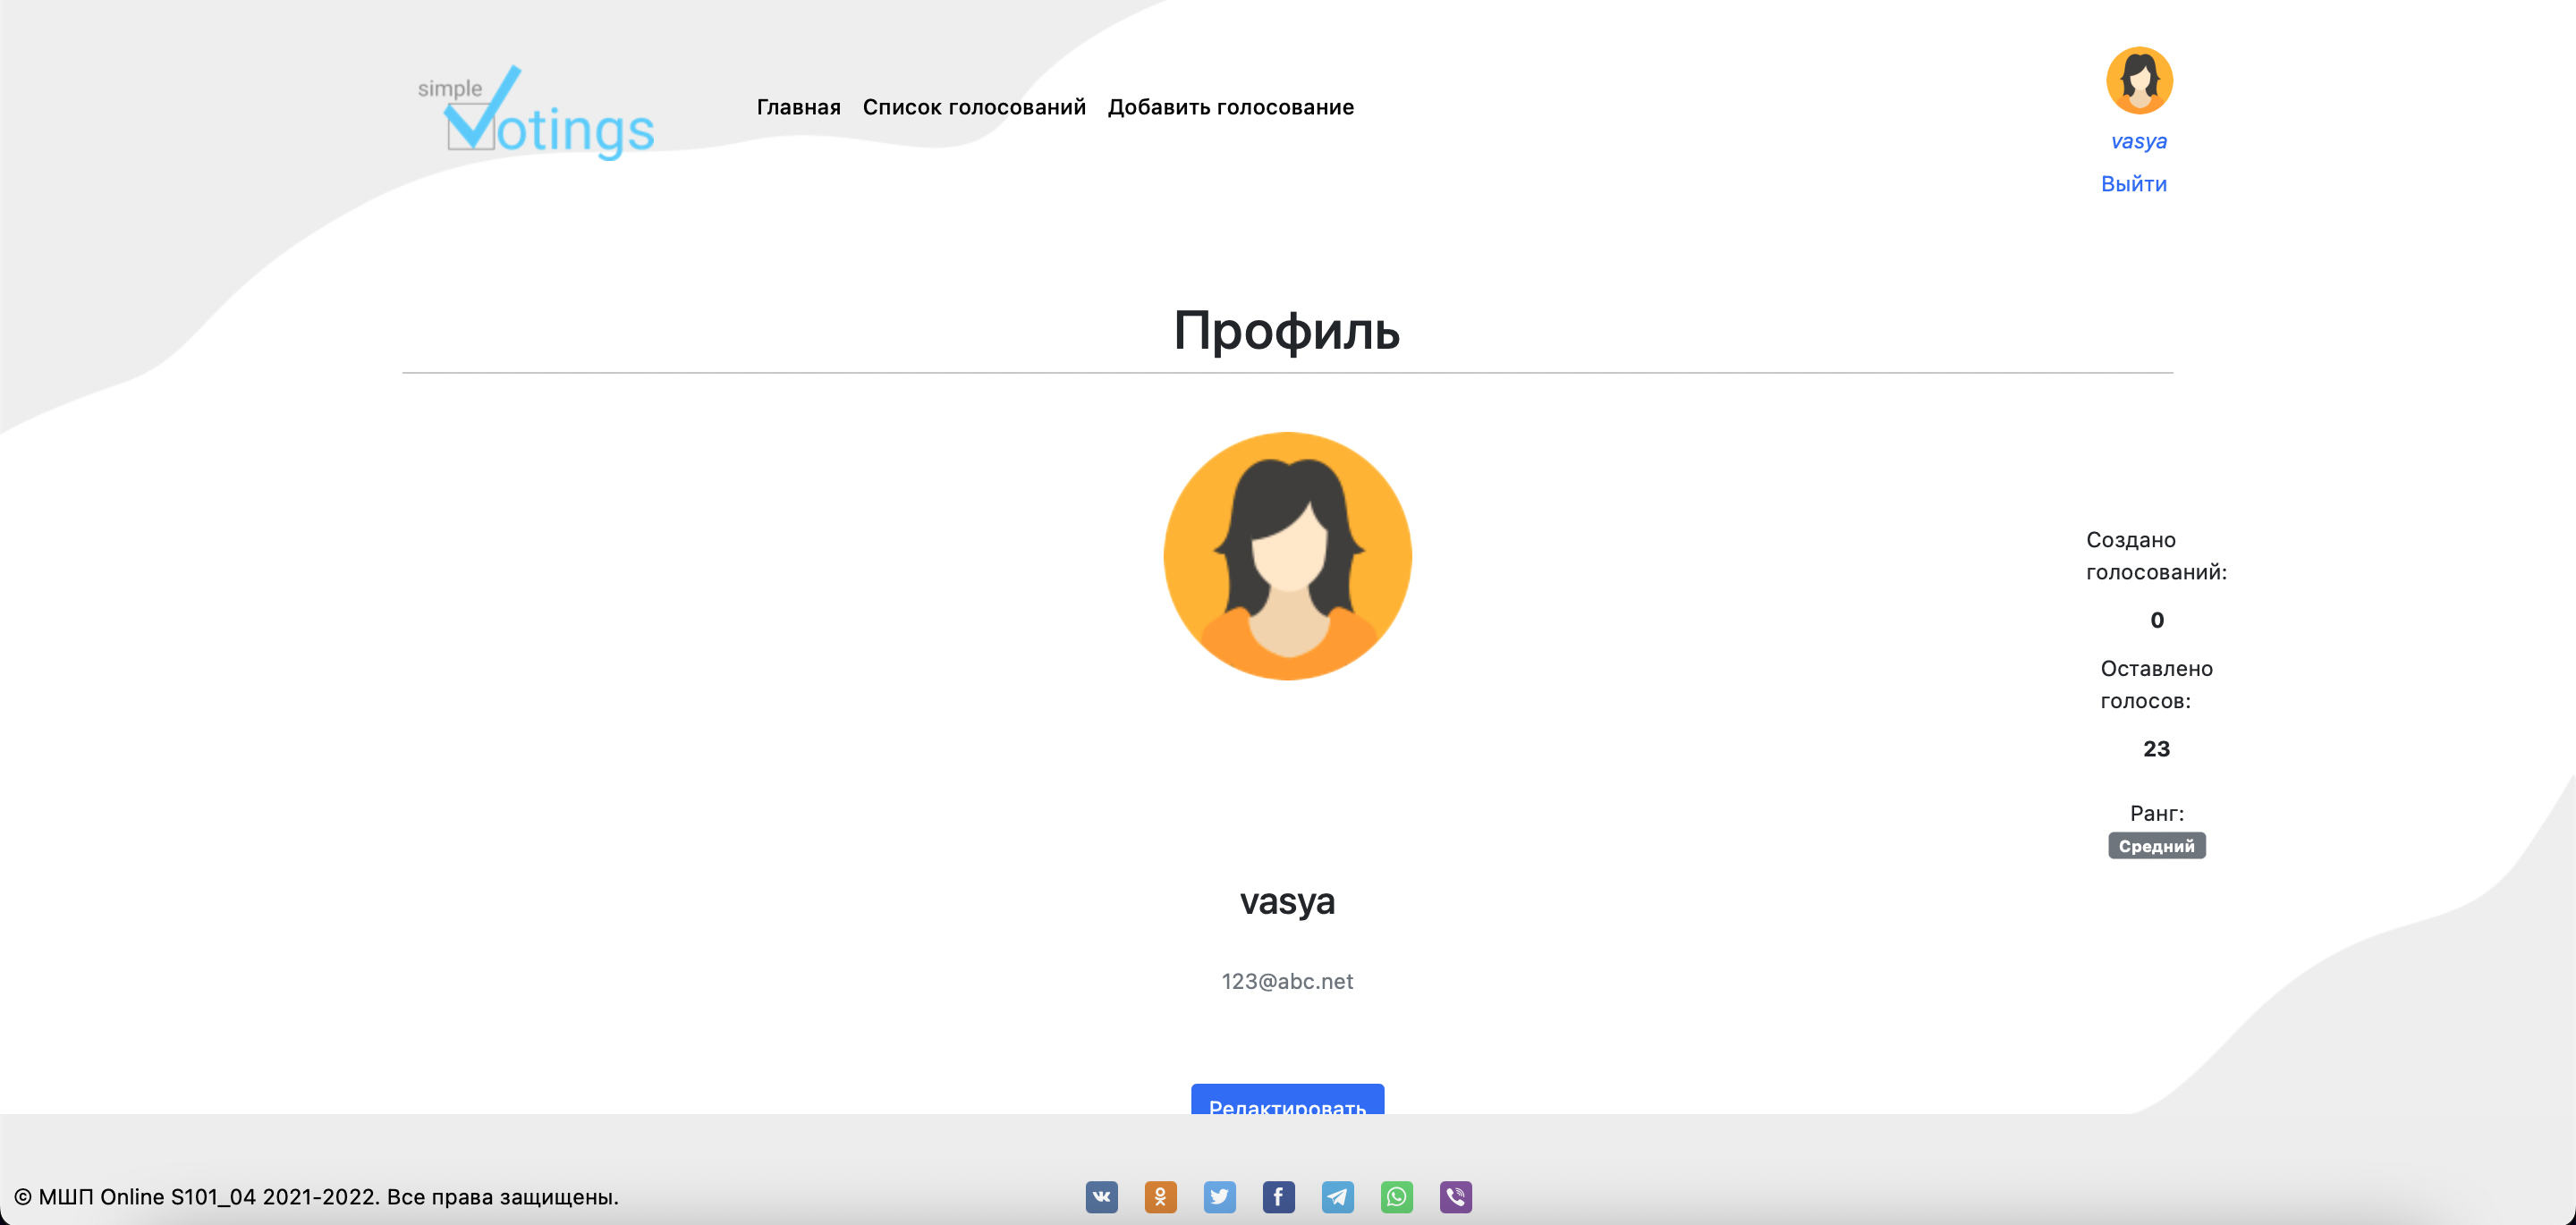 simple
Votings
Главная Список голосований Добавить голосование
vasya
Выйти
Профиль
Создано
голосований:
0
Оставлено
голосов:
23
Ранг:
Средний
vasya
123@abc.net
Редактировать
© МШП Online S101_04 2021-2022. Все права защищены.